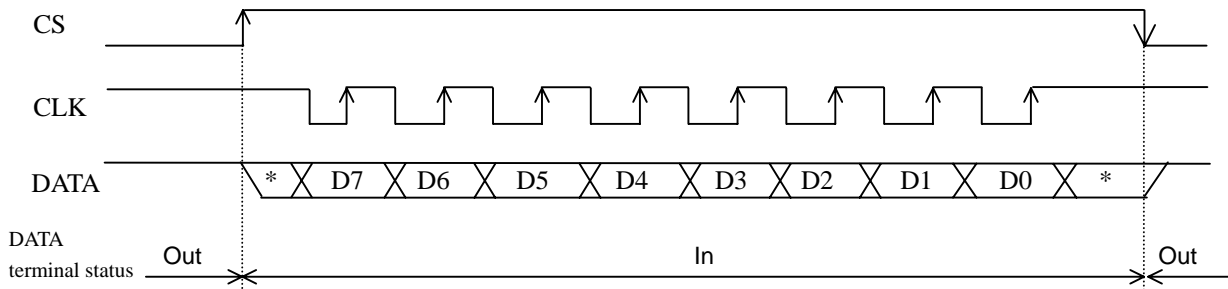 CS
CLK
DATA * D7 D6 D5 D4 D3 D2 D1 D0 *
DATA
terminal status Out In Out